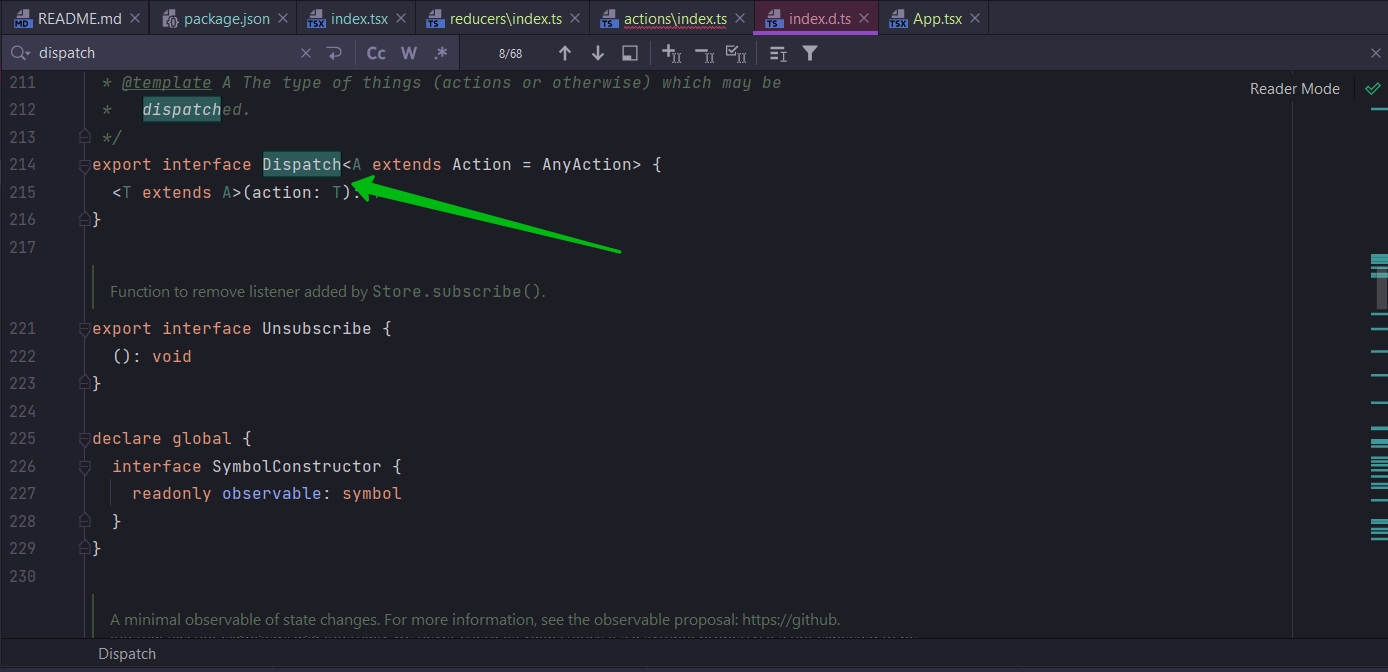 README.md package.json index.tsx reducers\index.ts actions\index.ts index.d.ts App.tsx
dispatch Cc W .* 8/68
Reader Mode
211 * @template A The type of things (actions or otherwise) which may be
212 * dispatched.
213 */
214 export interface Dispatch<A extends Action = AnyAction> {
215 <T extends A>(action: T):
216 }
217
Function to remove listener added by Store.subscribe().
221 export interface Unsubscribe {
222 (): void
223 }
224
225 declare global {
226 interface SymbolConstructor {
227 readonly observable: symbol
228 }
229 }
230
A minimal observable of state changes. For more information, see the observable proposal: https://github.
Dispatch